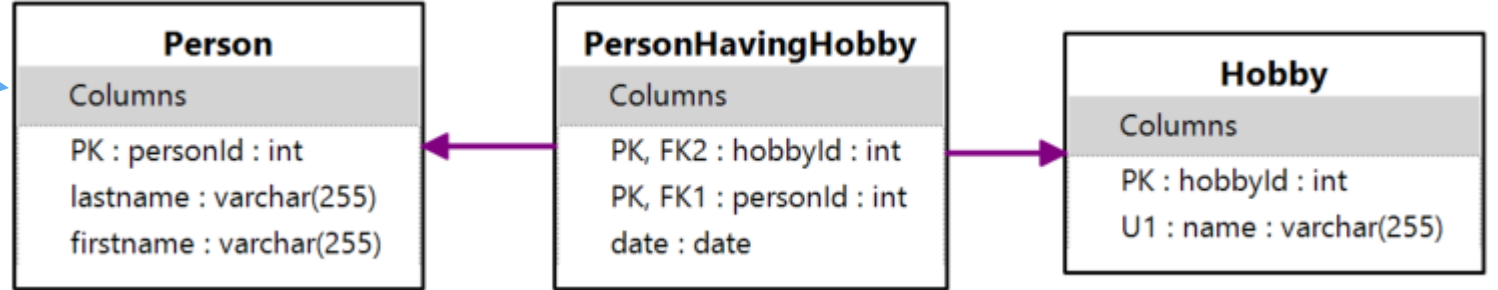 Person
Columns
PK : personId : int
lastname : varchar(255)
firstname : varchar(255)
PersonHavingHobby
Columns
PK, FK2 : hobbyId : int
PK, FK1 : personId : int
date : date
Hobby
Columns
PK : hobbyId : int
U1 : name : varchar(255)